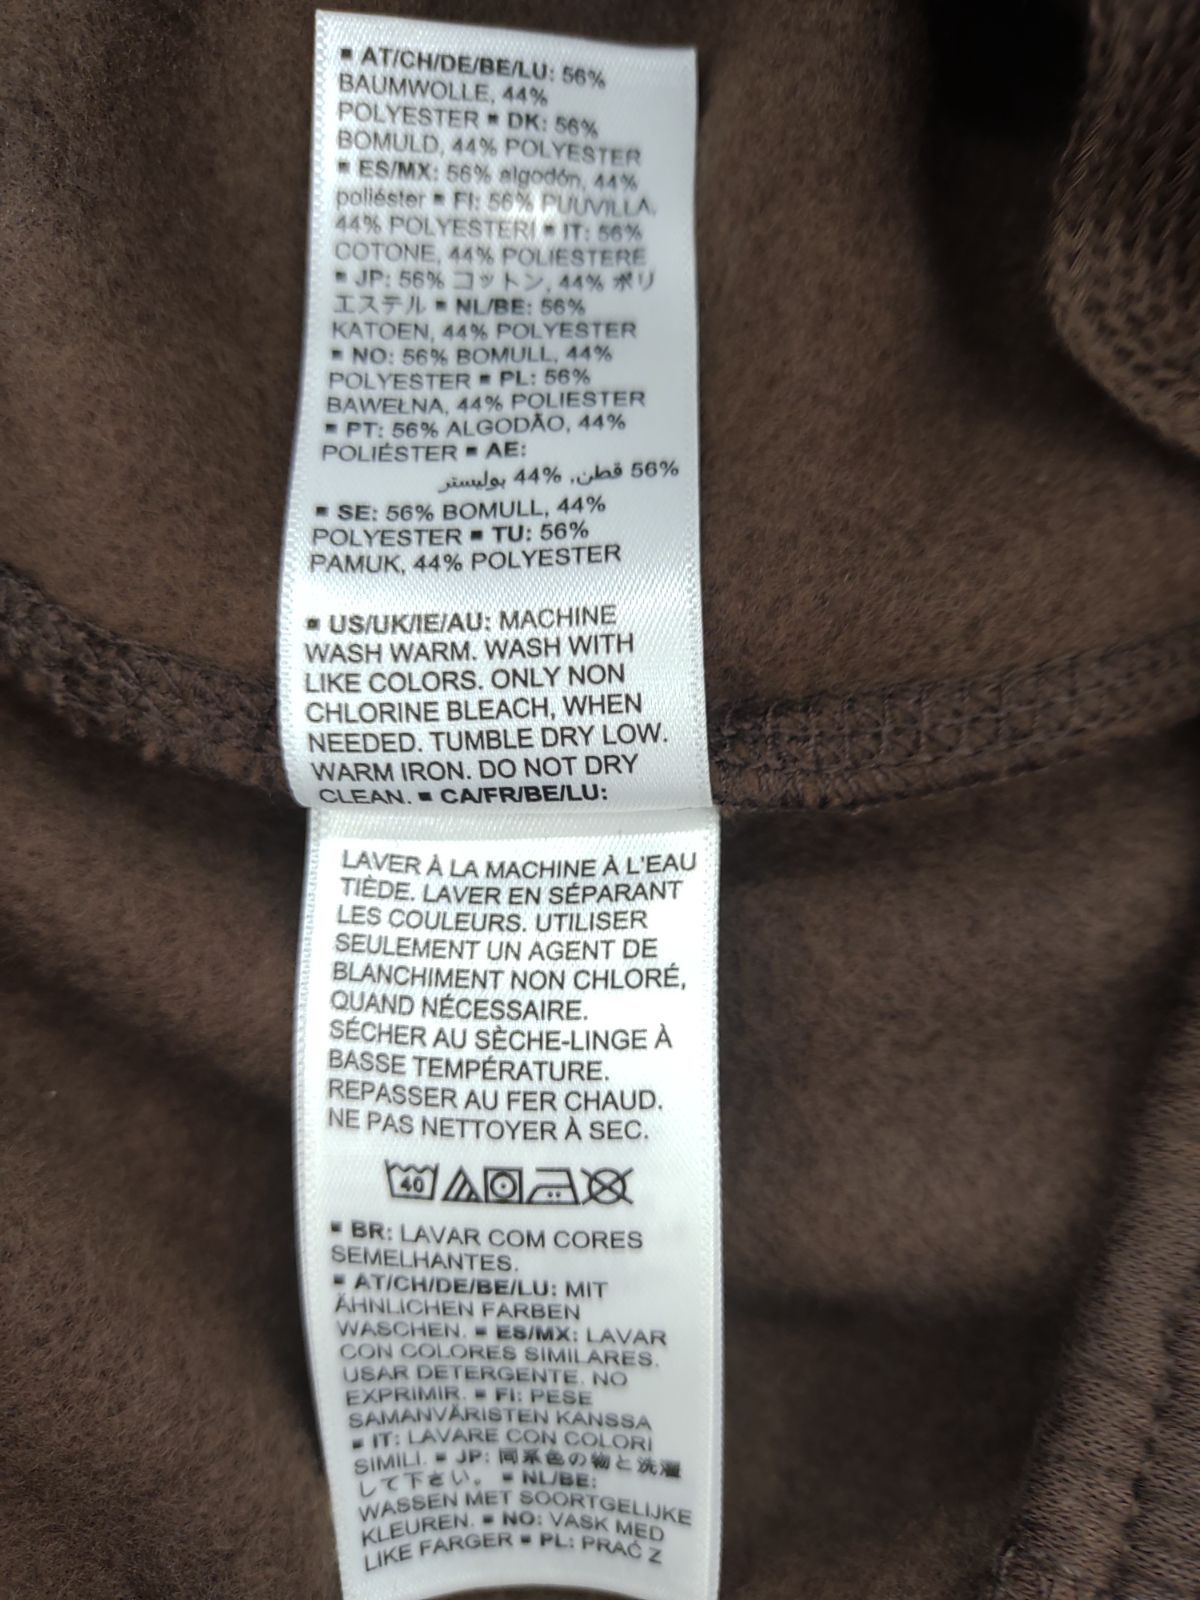 ▪ AT/CH/DE/BE/LU: 56%
BAUMWOLLE, 44%
POLYESTER ▪ DK: 56%
BOMULD, 44% POLYESTER
▪ ES/MX: 56% algodón, 44%
poliéster ▪ FI: 56% PUUVILLA,
44% POLYESTERI ▪ IT: 56%
COTONE, 44% POLIESTERE
▪ JP: 56% コットン, 44% ポリ
エステル ▪ NL/BE: 56%
KATOEN, 44% POLYESTER
▪ NO: 56% BOMULL, 44%
POLYESTER ▪ PL: 56%
BAWEŁNA, 44% POLIESTER
▪ PT: 56% ALGODÃO, 44%
POLIÉSTER ▪ AE:
56% قطن, 44% بوليستر
▪ SE: 56% BOMULL, 44%
POLYESTER ▪ TU: 56%
PAMUK, 44% POLYESTER
▪ US/UK/IE/AU: MACHINE
WASH WARM. WASH WITH
LIKE COLORS. ONLY NON
CHLORINE BLEACH, WHEN
NEEDED. TUMBLE DRY LOW.
WARM IRON. DO NOT DRY
CLEAN. ▪ CA/FR/BE/LU:
LAVER À LA MACHINE À L'EAU
TIÈDE. LAVER EN SÉPARANT
LES COULEURS. UTILISER
SEULEMENT UN AGENT DE
BLANCHIMENT NON CHLORÉ,
QUAND NÉCESSAIRE.
SÉCHER AU SÈCHE-LINGE À
BASSE TEMPÉRATURE.
REPASSER AU FER CHAUD.
NE PAS NETTOYER À SEC.
40
▪ BR: LAVAR COM CORES
SEMELHANTES.
▪ AT/CH/DE/BE/LU: MIT
ÄHNLICHEN FARBEN
WASCHEN. ▪ ES/MX: LAVAR
CON COLORES SIMILARES.
USAR DETERGENTE. NO
EXPRIMIR. ▪ FI: PESE
SAMANVÄRISTEN KANSSA
▪ IT: LAVARE CON COLORI
SIMILI. ▪ JP: 同系色の物と洗濯
して下さい。 ▪ NL/BE:
WASSEN MET SOORTGELIJKE
KLEUREN. ▪ NO: VASK MED
LIKE FARGER ▪ PL: PRAĆ Z